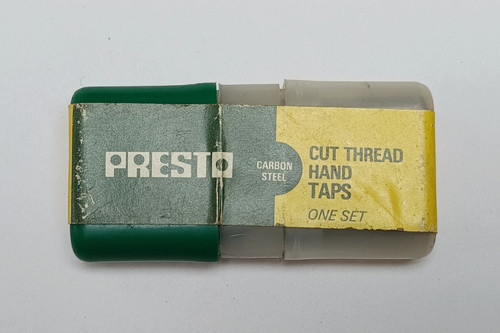 PRESTO
CARBON
STEEL
CUT THREAD
HAND
TAPS
ONE SET